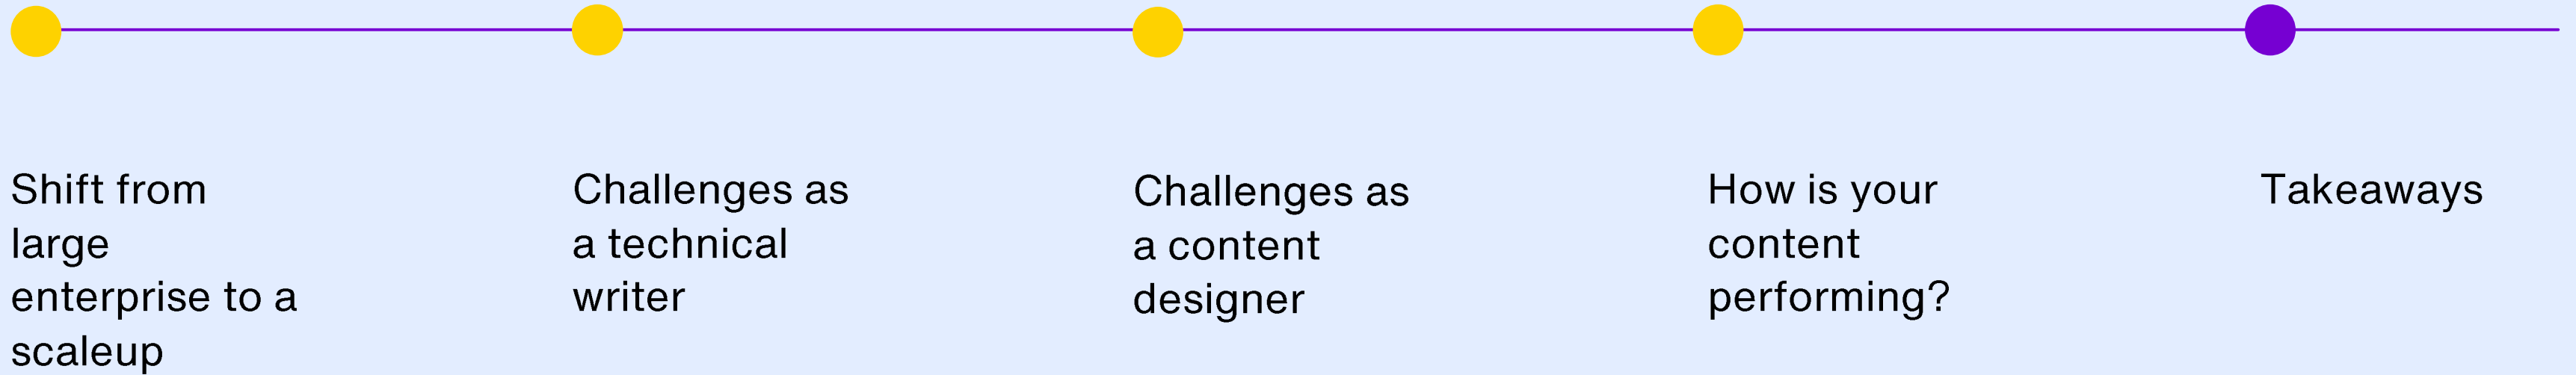 Shift from
large
enterprise to a
scaleup
Challenges as
a technical
writer
Challenges as
a content
designer
How is your
content
performing?
Takeaways